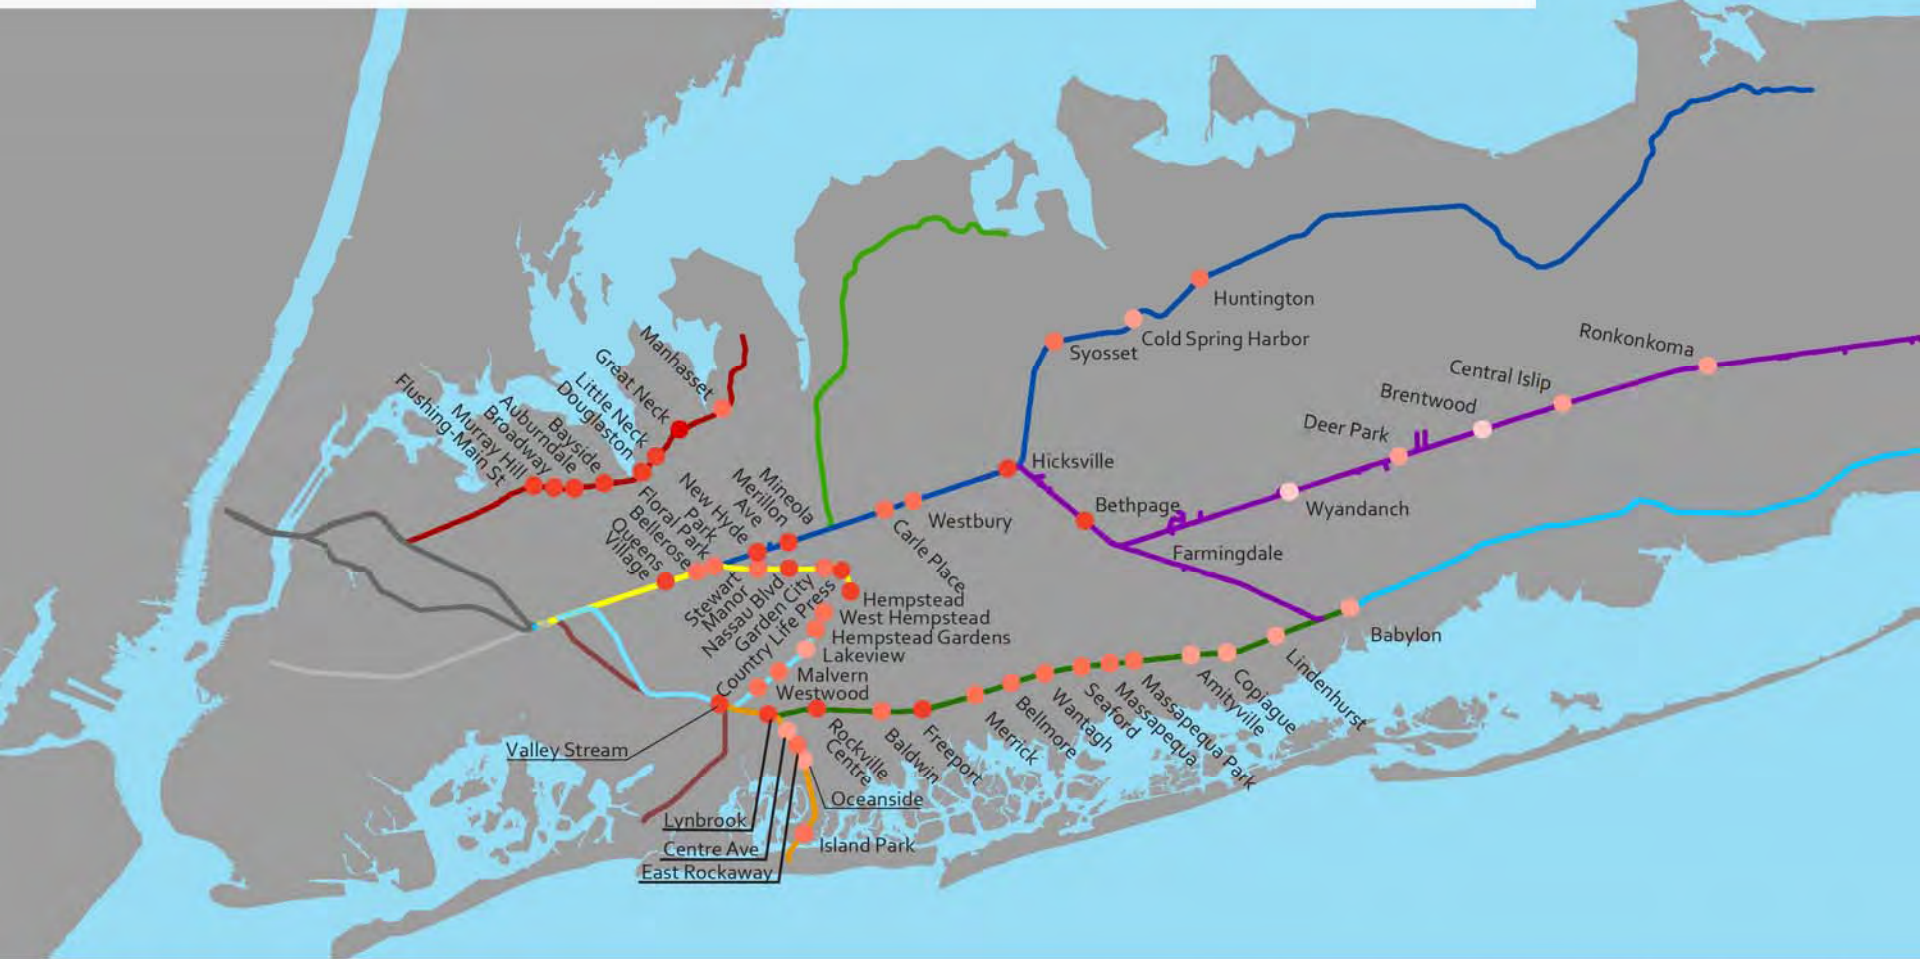 Huntington
Cold Spring Harbor
Syosset
Ronkonkoma
Central Islip
Brentwood
Deer Park
Wyandanch
Hicksville
Bethpage
Farmingdale
Manhasset
Great Neck
Little Neck
Douglaston
Bayside
Auburndale
Broadway
Murray Hill
Flushing-Main St
Mineola
Merillon
Ave
New Hyde
Park
Floral Park
Bellerose
Queens
Village
Westbury
Carle Place
Stewart
Manor
Nassau Blvd
Garden City
Country Life Press
Hempstead
West Hempstead
Hempstead Gardens
Lakeview
Malvern
Westwood
Valley Stream
Lynbrook
Centre Ave
East Rockaway
Oceanside
Island Park
Rockville
Centre
Baldwin
Freeport
Merrick
Bellmore
Wantagh
Seaford
Massapequa
Massapequa Park
Amityville
Copiague
Lindenhurst
Babylon